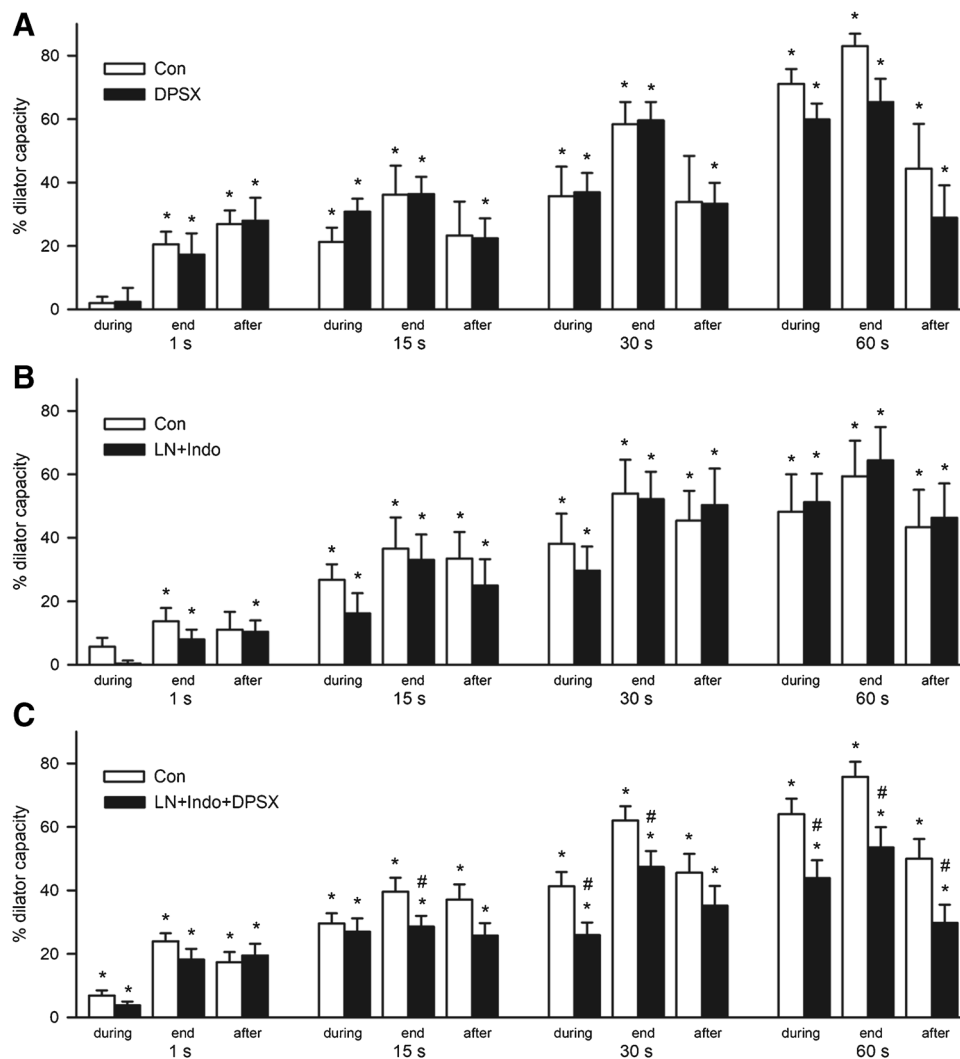 A
% dilator capacity
80
60
40
20
0
Con
DPSX
* * * *
* * * * *
* * * * *
* * * * * *
during end after during end after during end after during end after
1 s 15 s 30 s 60 s
B
% dilator capacity
80
60
40
20
0
Con
LN+Indo
* * *
* * * * * *
* * * * * *
* * * * * *
during end after during end after during end after during end after
1 s 15 s 30 s 60 s
C
% dilator capacity
80
60
40
20
0
Con
LN+Indo+DPSX
* * * * * *
* * * # * * *
* # * * # * * *
* # * * # * * # *
during end after during end after during end after during end after
1 s 15 s 30 s 60 s